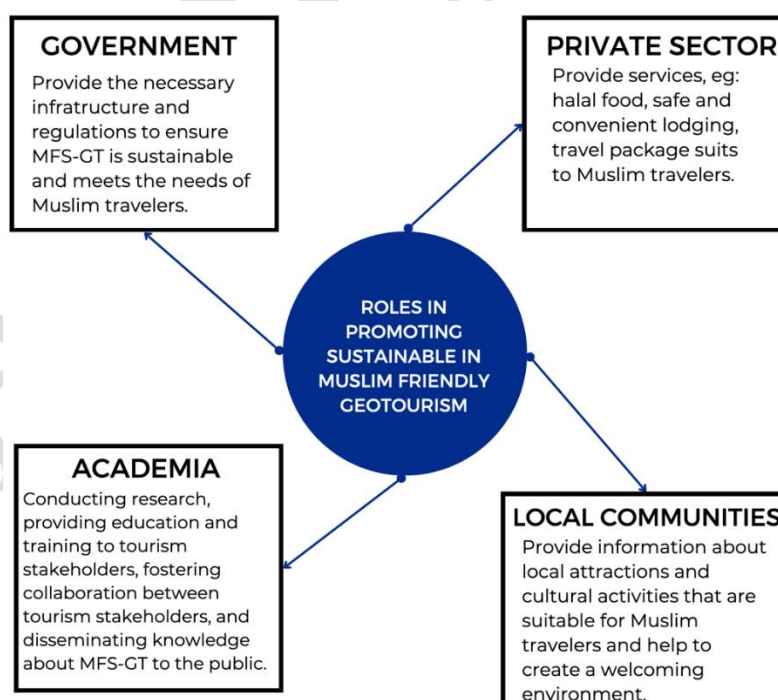 GOVERNMENT
Provide the necessary
infratructure and
regulations to ensure
MFS-GT is sustainable
and meets the needs of
Muslim travelers.
PRIVATE SECTOR
Provide services, eg:
halal food, safe and
convenient lodging,
travel package suits
to Muslim travelers.
ROLES IN
PROMOTING
SUSTAINABLE IN
MUSLIM FRIENDLY
GEOTOURISM
ACADEMIA
Conducting research,
providing education and
training to tourism
stakeholders, fostering
collaboration between
tourism stakeholders, and
disseminating knowledge
about MFS-GT to the public.
LOCAL COMMUNITIES
Provide information about
local attractions and
cultural activities that are
suitable for Muslim
travelers and help to
create a welcoming
environment.